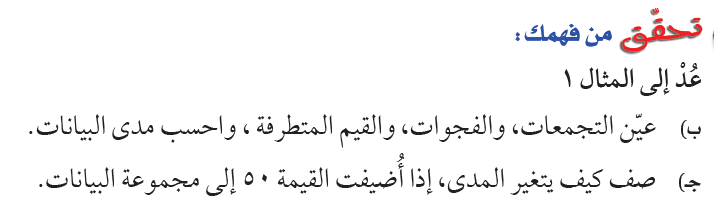 تحقّق من فهمك:
عُدْ إلى المثال ١
ب) عيّن التجمعات، والفجوات، والقيم المتطرفة، واحسب مدى البيانات.
جـ) صف كيف يتغير المدى، إذا أُضيفت القيمة ٥٠ إلى مجموعة البيانات.